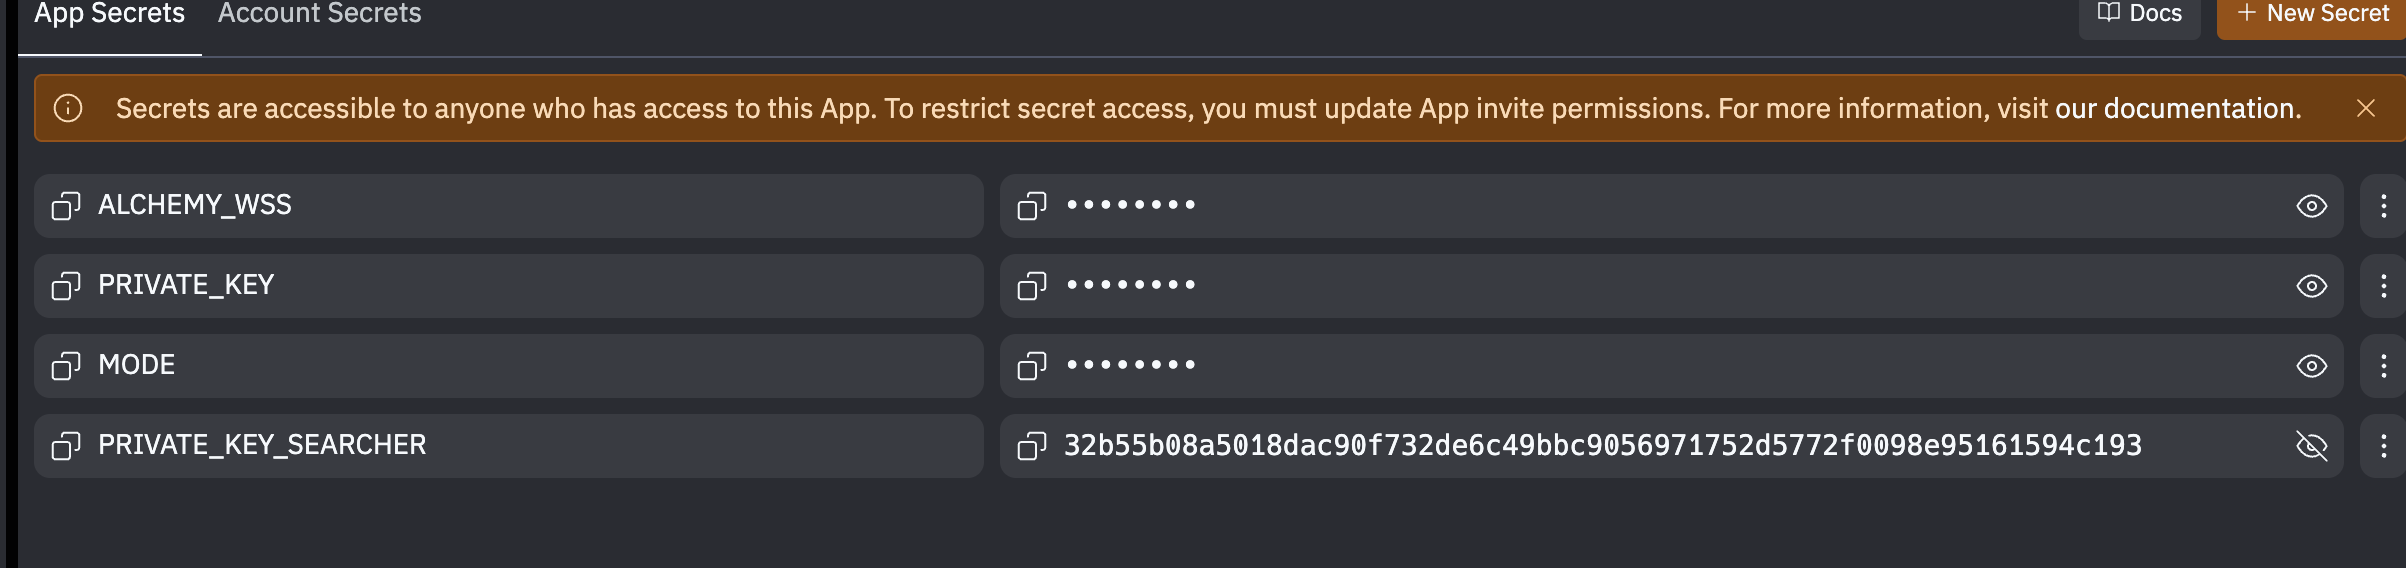 App Secrets
Account Secrets
Docs
+ New Secret
Secrets are accessible to anyone who has access to this App. To restrict secret access, you must update App invite permissions. For more information, visit our documentation.
ALCHEMY_WSS ••••••••
PRIVATE_KEY ••••••••
MODE ••••••••
PRIVATE_KEY_SEARCHER 32b55b08a5018dac90f732de6c49bbc9056971752d5772f0098e95161594c193